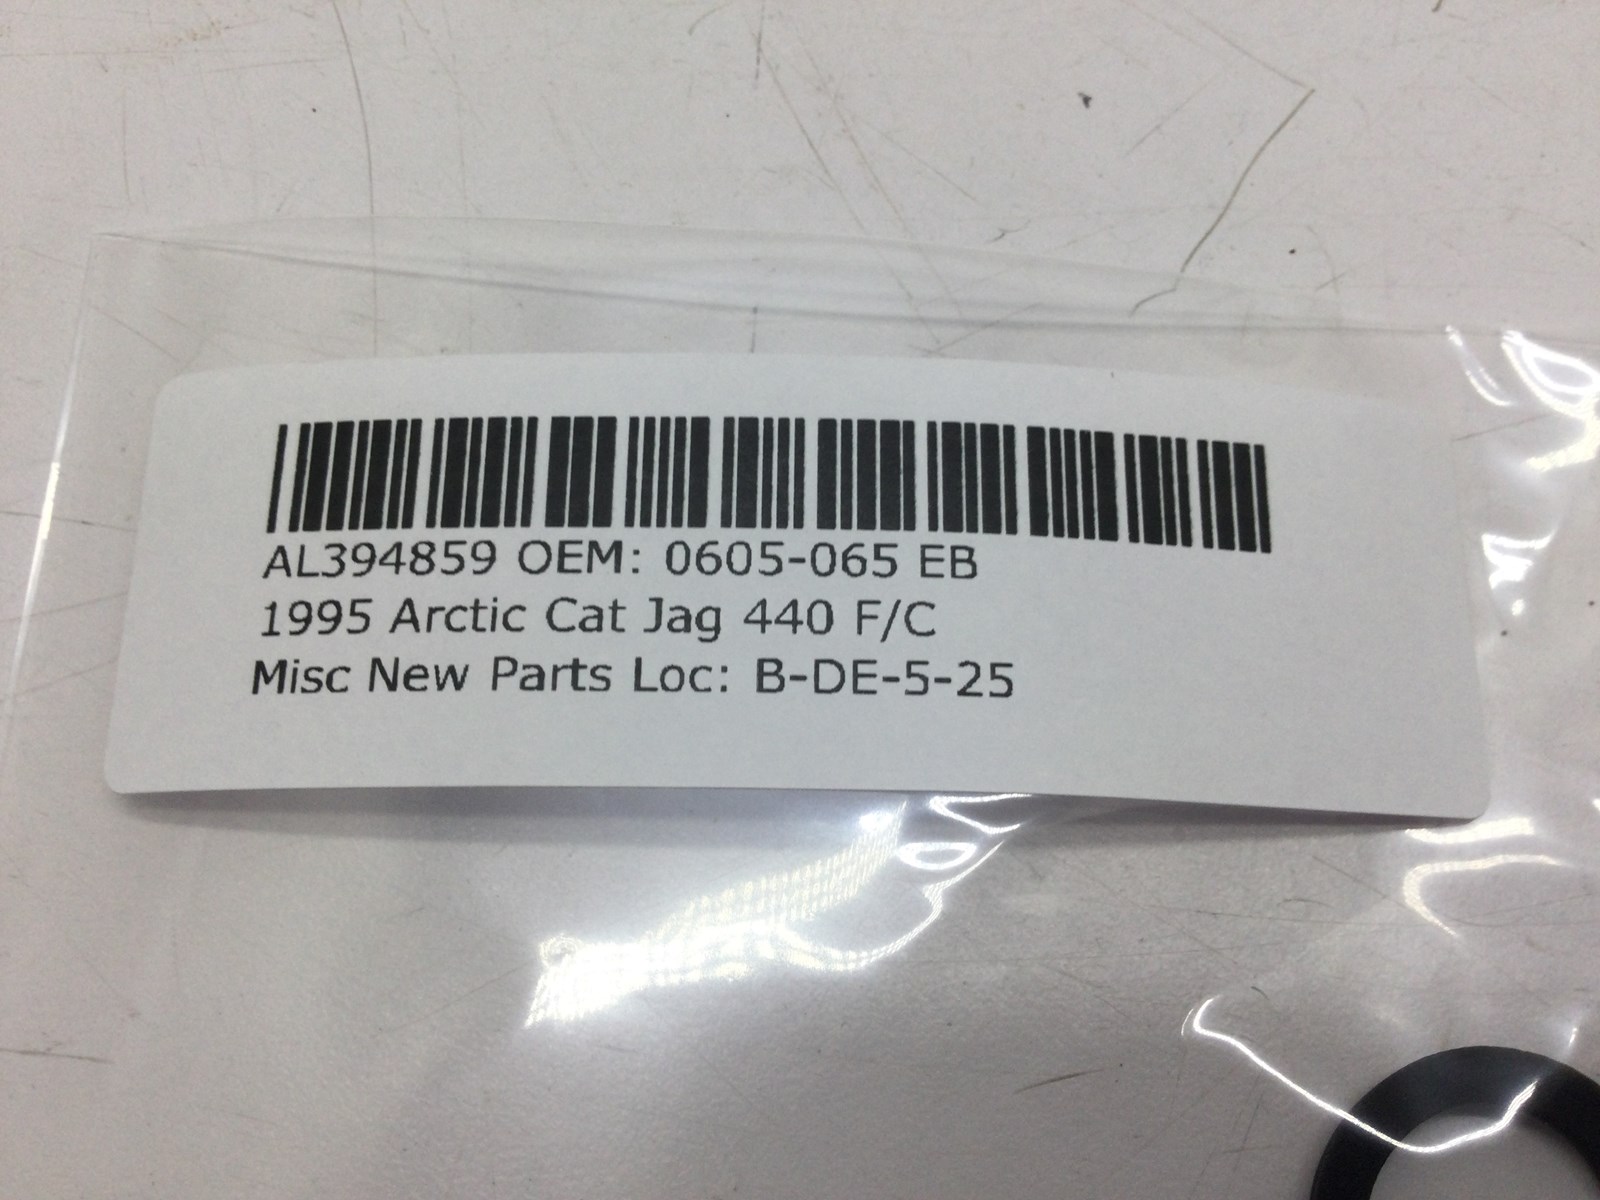 AL394859 OEM: 0605-065 EB
1995 Arctic Cat Jag 440 F/C
Misc New Parts Loc: B-DE-5-25